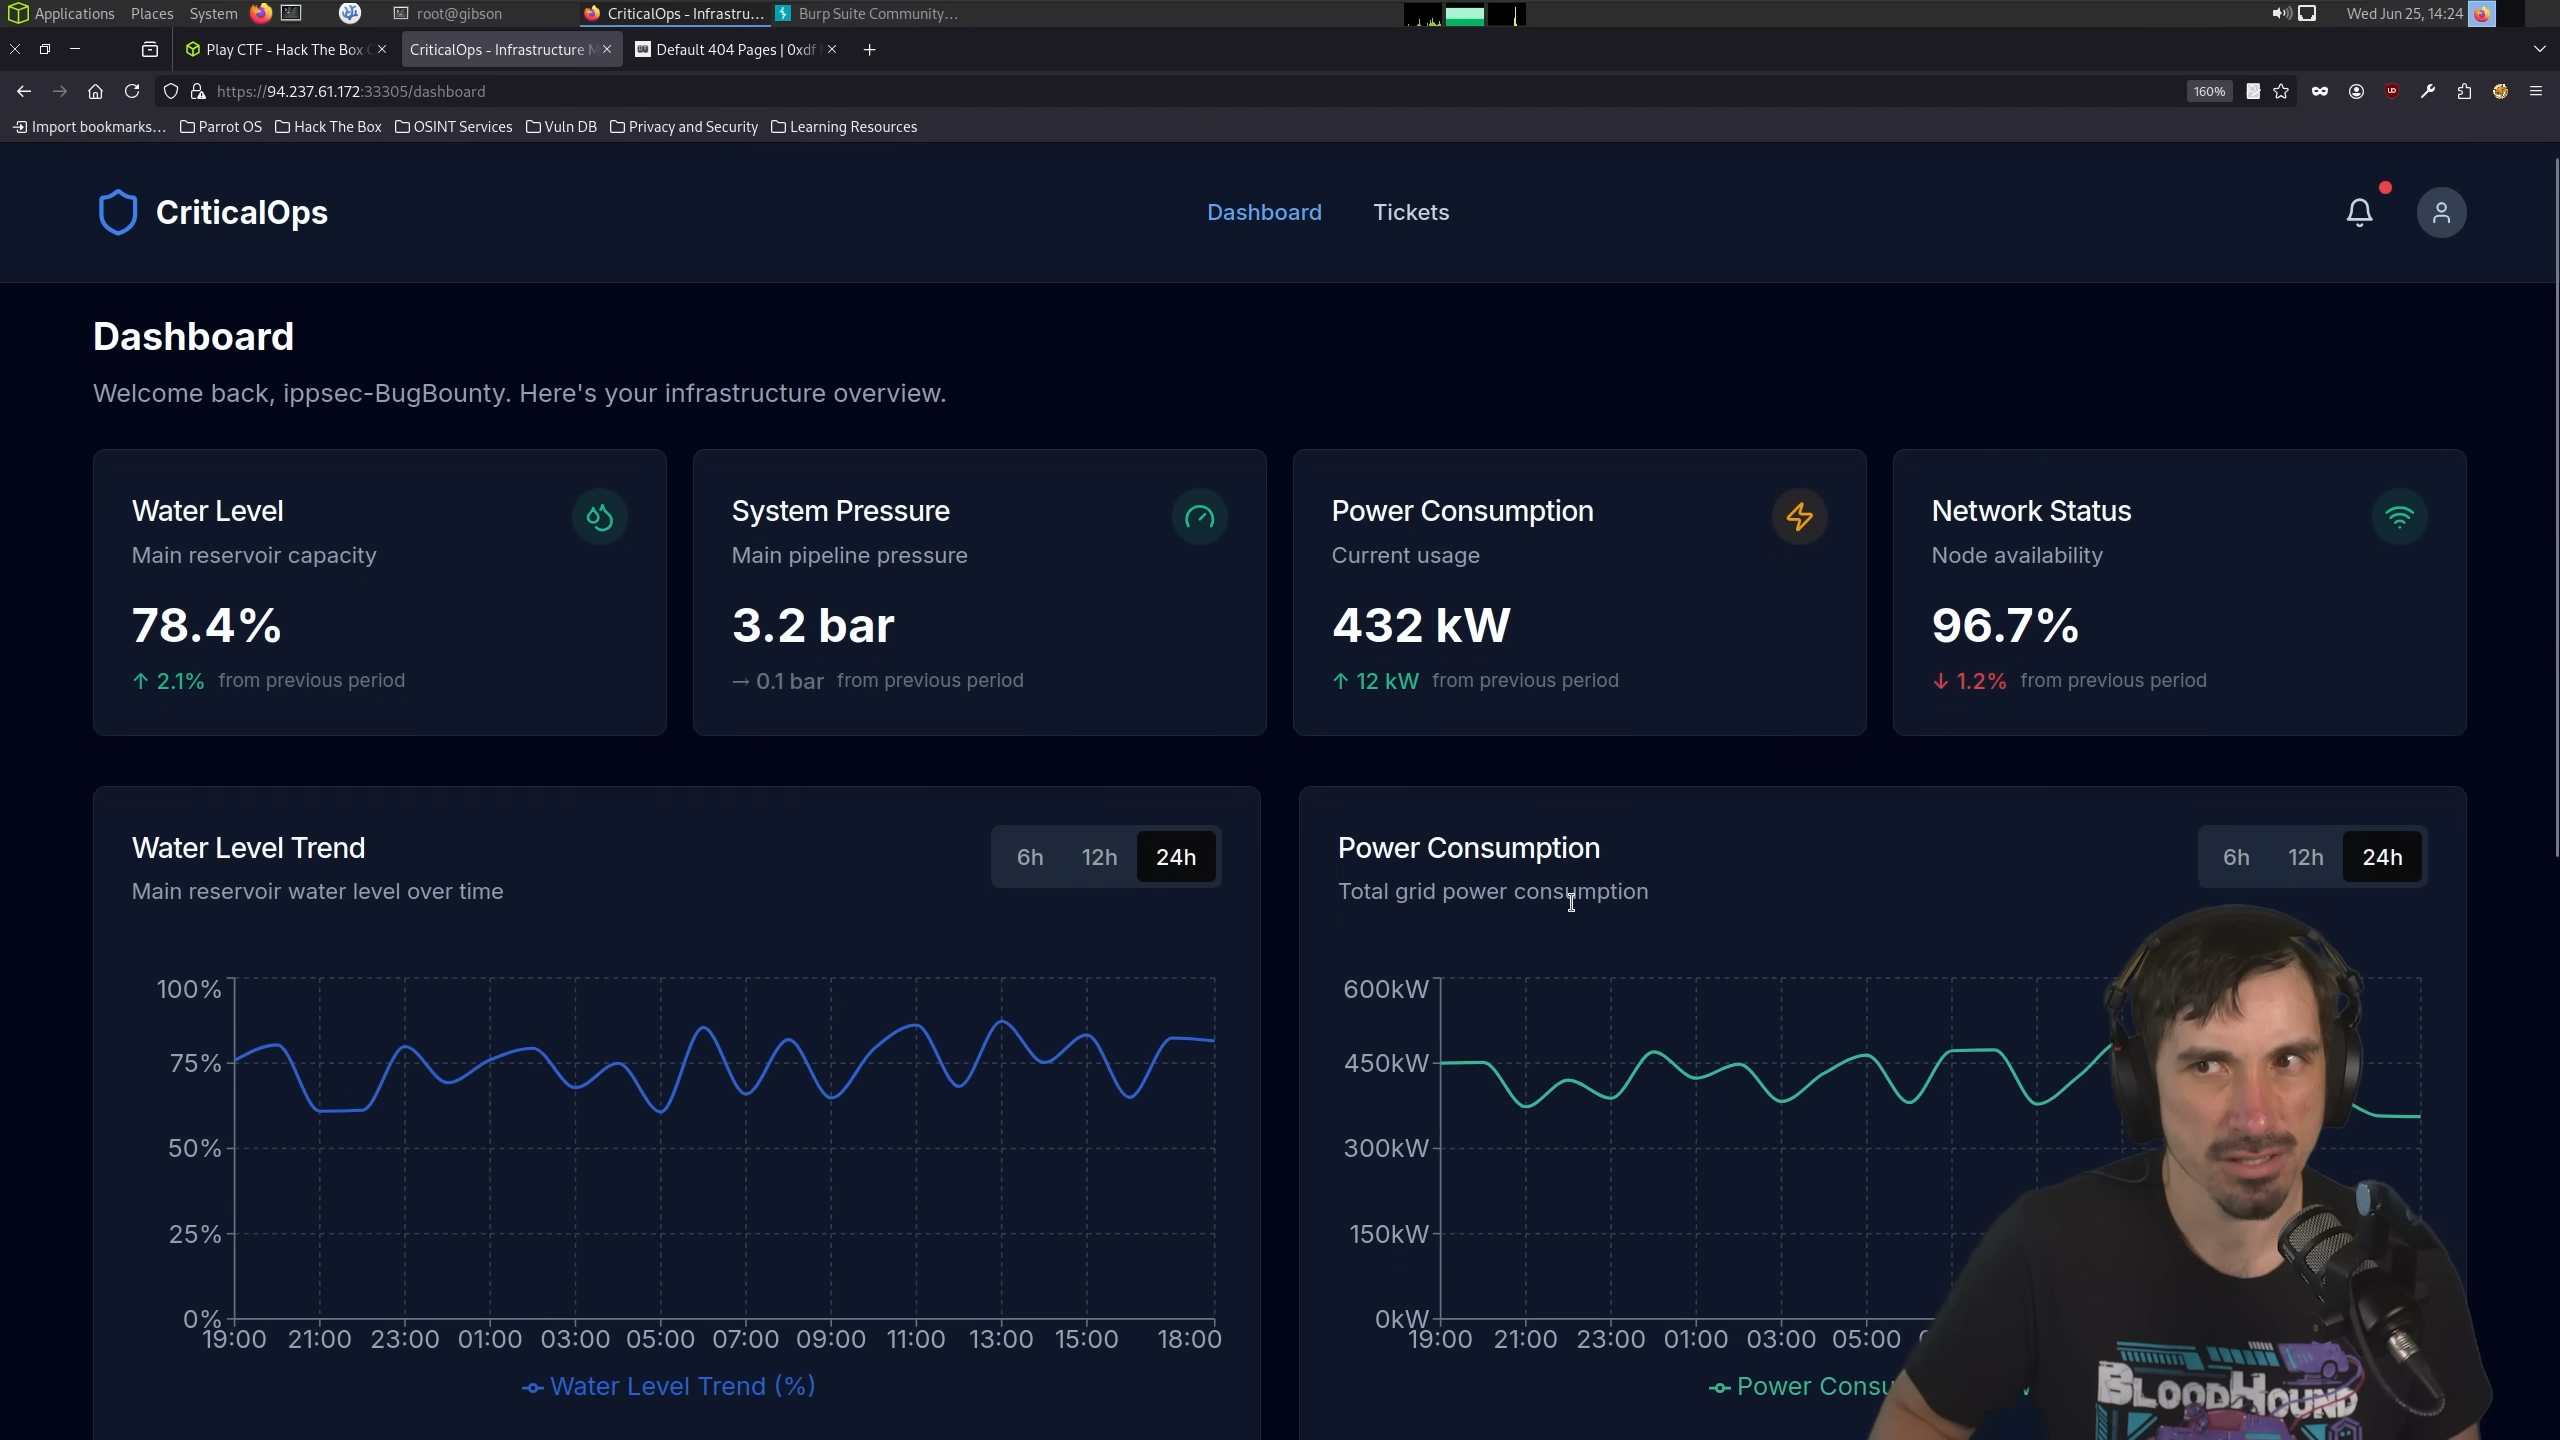 Applications Places System root@gibson CriticalOps - Infrastru... Burp Suite Community... Wed Jun 25, 14:24
Play CTF - Hack The Box CriticalOps - Infrastructure Default 404 Pages | 0xdf
https://94.237.61.172:33305/dashboard 160%
Import bookmarks... Parrot OS Hack The Box OSINT Services Vuln DB Privacy and Security Learning Resources
CriticalOps Dashboard Tickets
Dashboard
Welcome back, ippsec-BugBounty. Here's your infrastructure overview.
Water Level System Pressure Power Consumption Network Status
Main reservoir capacity Main pipeline pressure Current usage Node availability
78.4% 3.2 bar 432 kW 96.7%
↑ 2.1% from previous period → 0.1 bar from previous period ↑ 12 kW from previous period ↓ 1.2% from previous period
Water Level Trend 6h 12h 24h Power Consumption 6h 12h 24h
Main reservoir water level over time Total grid power consumption
100% 600kW
75% 450kW
50% 300kW
25% 150kW
0% 0kW
19:00 21:00 23:00 01:00 03:00 05:00 07:00 09:00 11:00 13:00 15:00 18:00 19:00 21:00 23:00 01:00 03:00 05:00
Water Level Trend (%) Power
BLOODHOUND